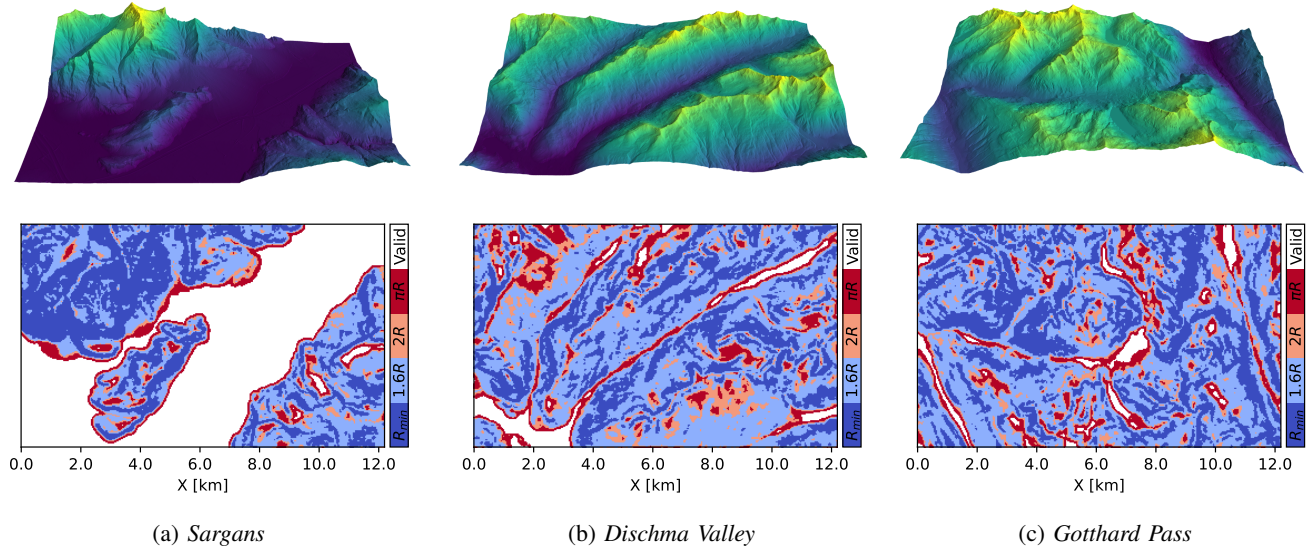 Valid
πR
2R
1.6R
R_min
0.0 2.0 4.0 6.0 8.0 10.0 12.0
X [km]
(a) Sargans
Valid
πR
2R
1.6R
R_min
0.0 2.0 4.0 6.0 8.0 10.0 12.0
X [km]
(b) Dischma Valley
Valid
πR
2R
1.6R
R_min
0.0 2.0 4.0 6.0 8.0 10.0 12.0
X [km]
(c) Gotthard Pass